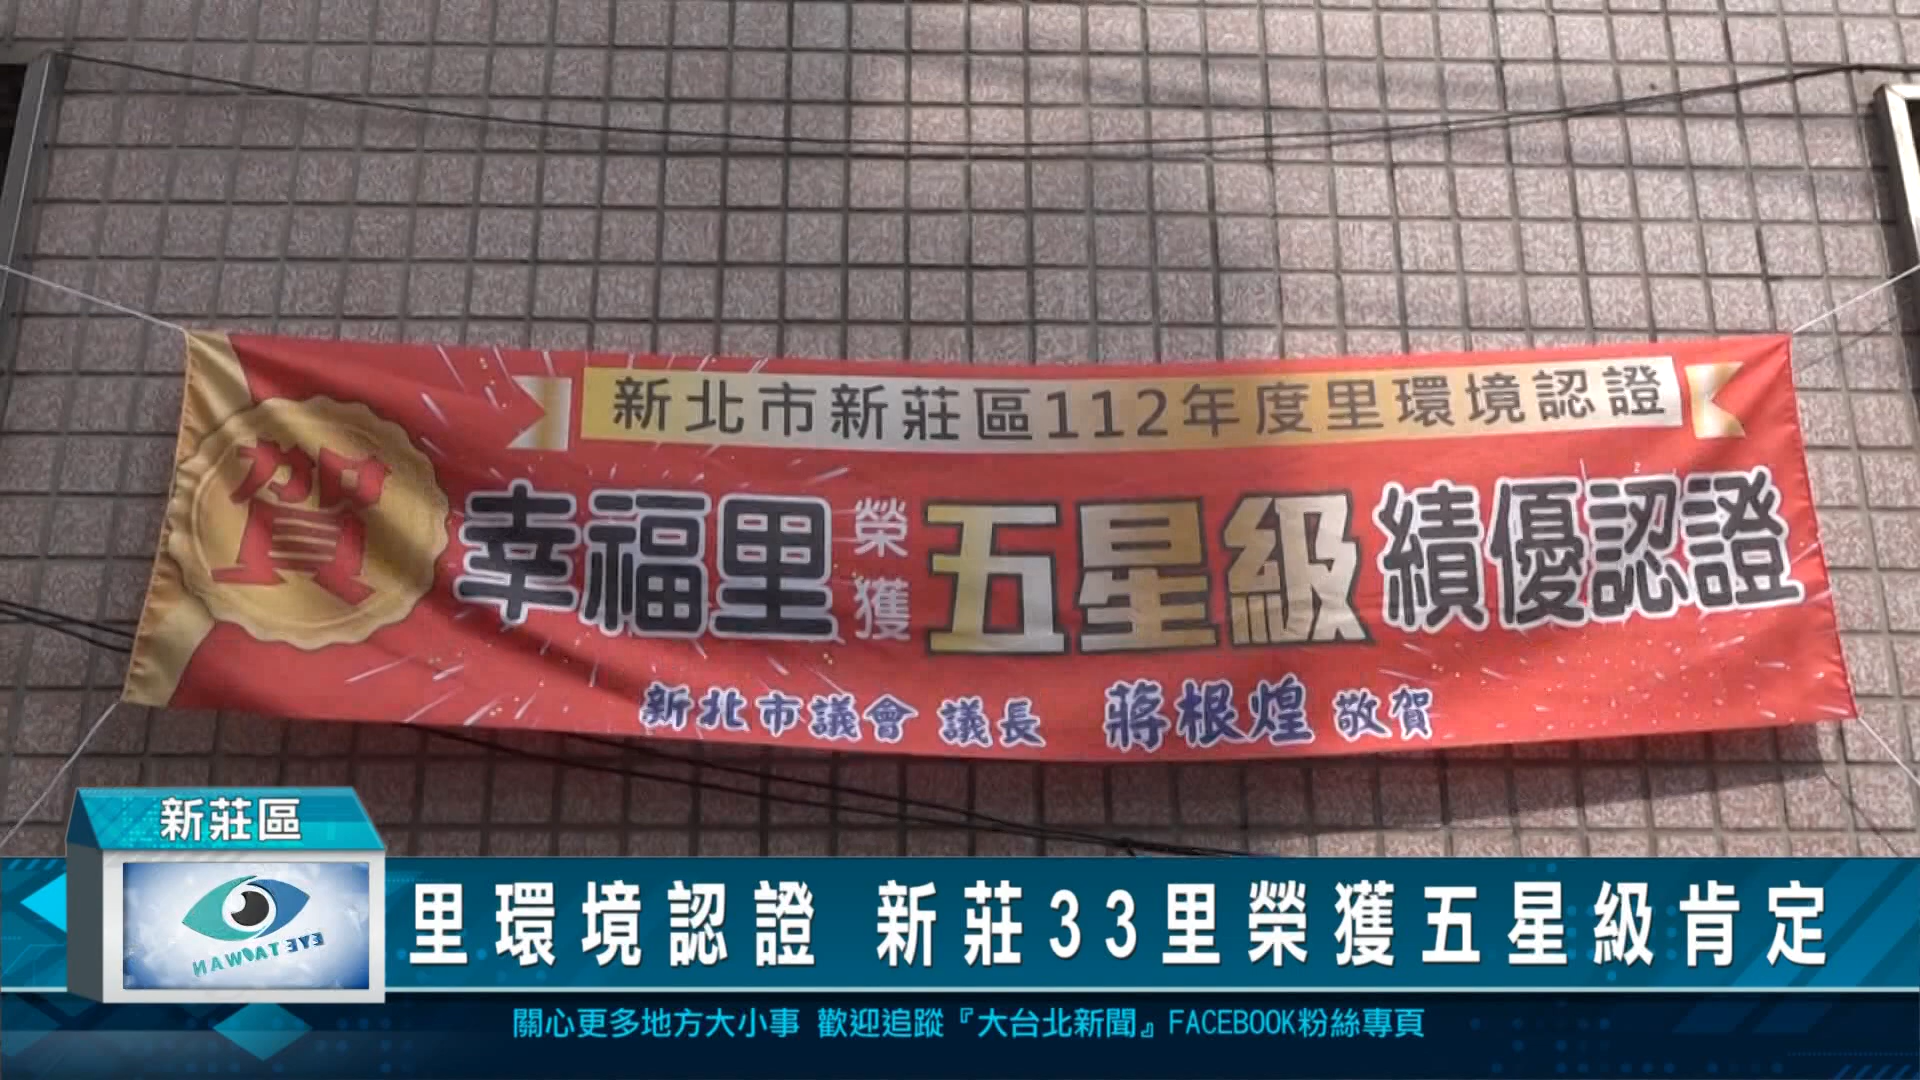 新北市新莊區112年度里環境認證
賀
幸福里榮獲五星級績優認證
新北市議會 議長 蔣根煌 敬賀
新莊區
EYE TAIWAN
里環境認證 新莊33里榮獲五星級肯定
關心更多地方大小事 歡迎追蹤『大台北新聞』FACEBOOK粉絲專頁